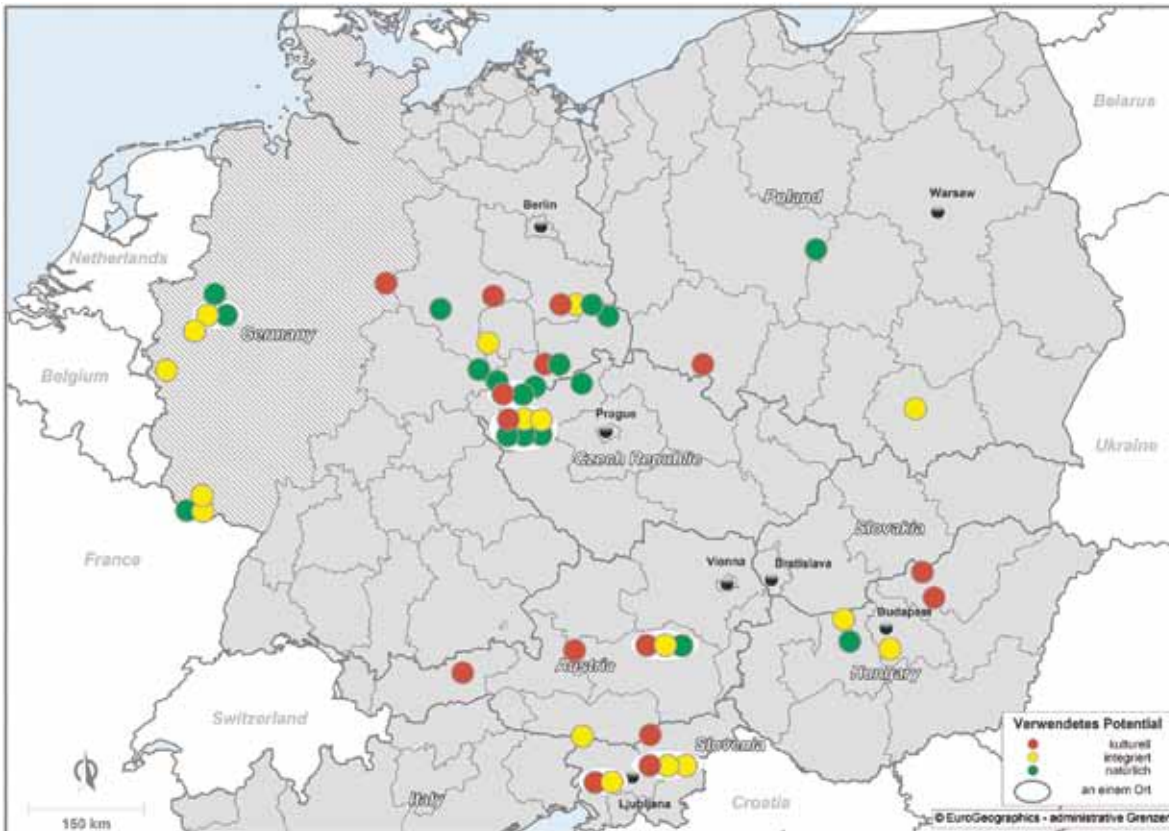 Belarus
Berlin
Poland
Warsaw
Netherlands
Germany
Belgium
Prague
Czech Republic
Ukraine
France
Slovakia
Vienna
Bratislava
Budapest
Austria
Hungary
Switzerland
Slovenia
Italy
Ljubljana
Croatia
150 km
Verwendetes Potential
kulturell
integriert
natürlich
an einem Ort
© EuroGeographics - administrative Grenzen